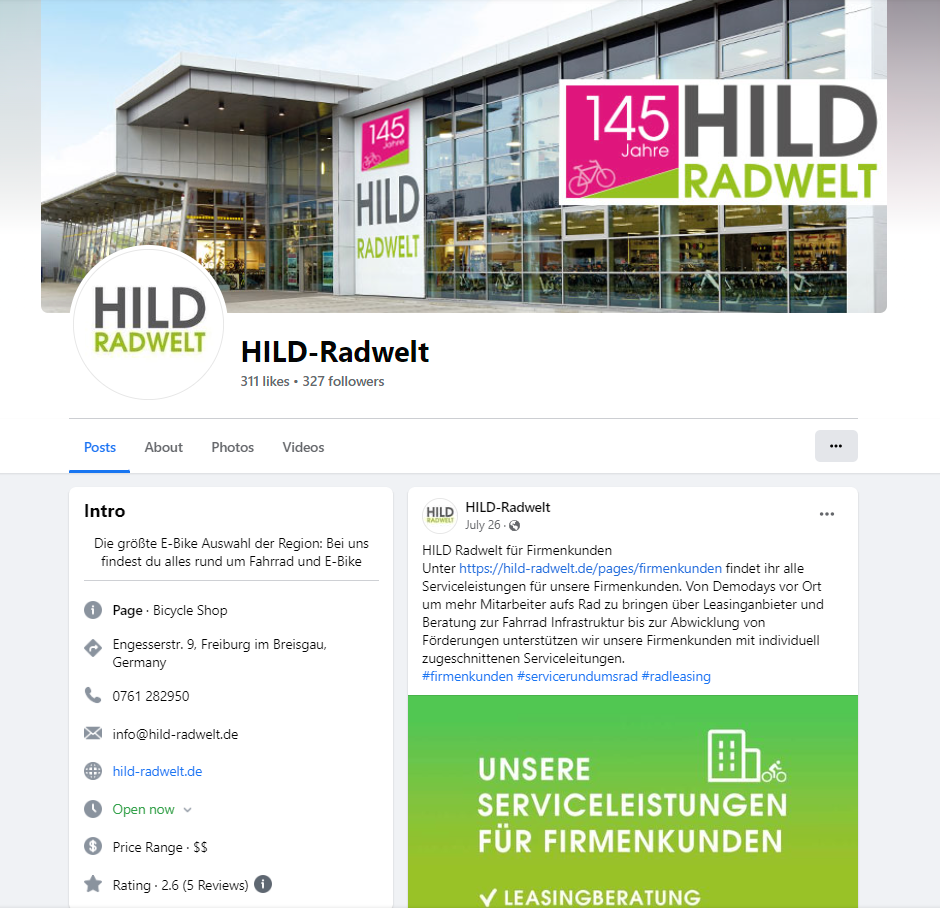 145
Jahre
HILD
RADWELT
145
Jahre
HILD
RADWELT
HILD
RADWELT
HILD-Radwelt
311 likes • 327 followers
Posts
About
Photos
Videos
Intro
Die größte E-Bike Auswahl der Region: Bei uns
findest du alles rund um Fahrrad und E-Bike
Page · Bicycle Shop
Engesserstr. 9, Freiburg im Breisgau,
Germany
0761 282950
info@hild-radwelt.de
hild-radwelt.de
Open now
Price Range · $$
Rating · 2.6 (5 Reviews)
HILD
RADWELT
HILD-Radwelt
July 26 ·
HILD Radwelt für Firmenkunden
Unter https://hild-radwelt.de/pages/firmenkunden findet ihr alle
Serviceleistungen für unsere Firmenkunden. Von Demodays vor Ort
um mehr Mitarbeiter aufs Rad zu bringen über Leasinganbieter und
Beratung zur Fahrrad Infrastruktur bis zur Abwicklung von
Förderungen unterstützen wir unsere Firmenkunden mit individuell
zugeschnittenen Serviceleitungen.
#firmenkunden #servicerundumsrad #radleasing
UNSERE
SERVICELEISTUNGEN
FÜR FIRMENKUNDEN
LEASINGBERATUNG